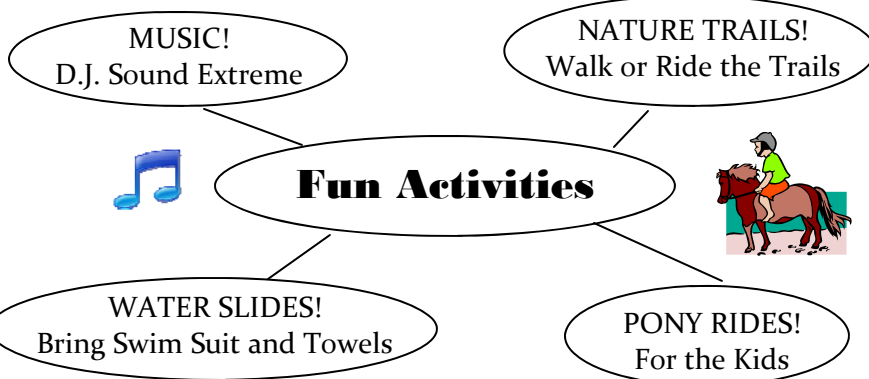 MUSIC!
D.J. Sound Extreme
NATURE TRAILS!
Walk or Ride the Trails
Fun Activities
WATER SLIDES!
Bring Swim Suit and Towels
PONY RIDES!
For the Kids